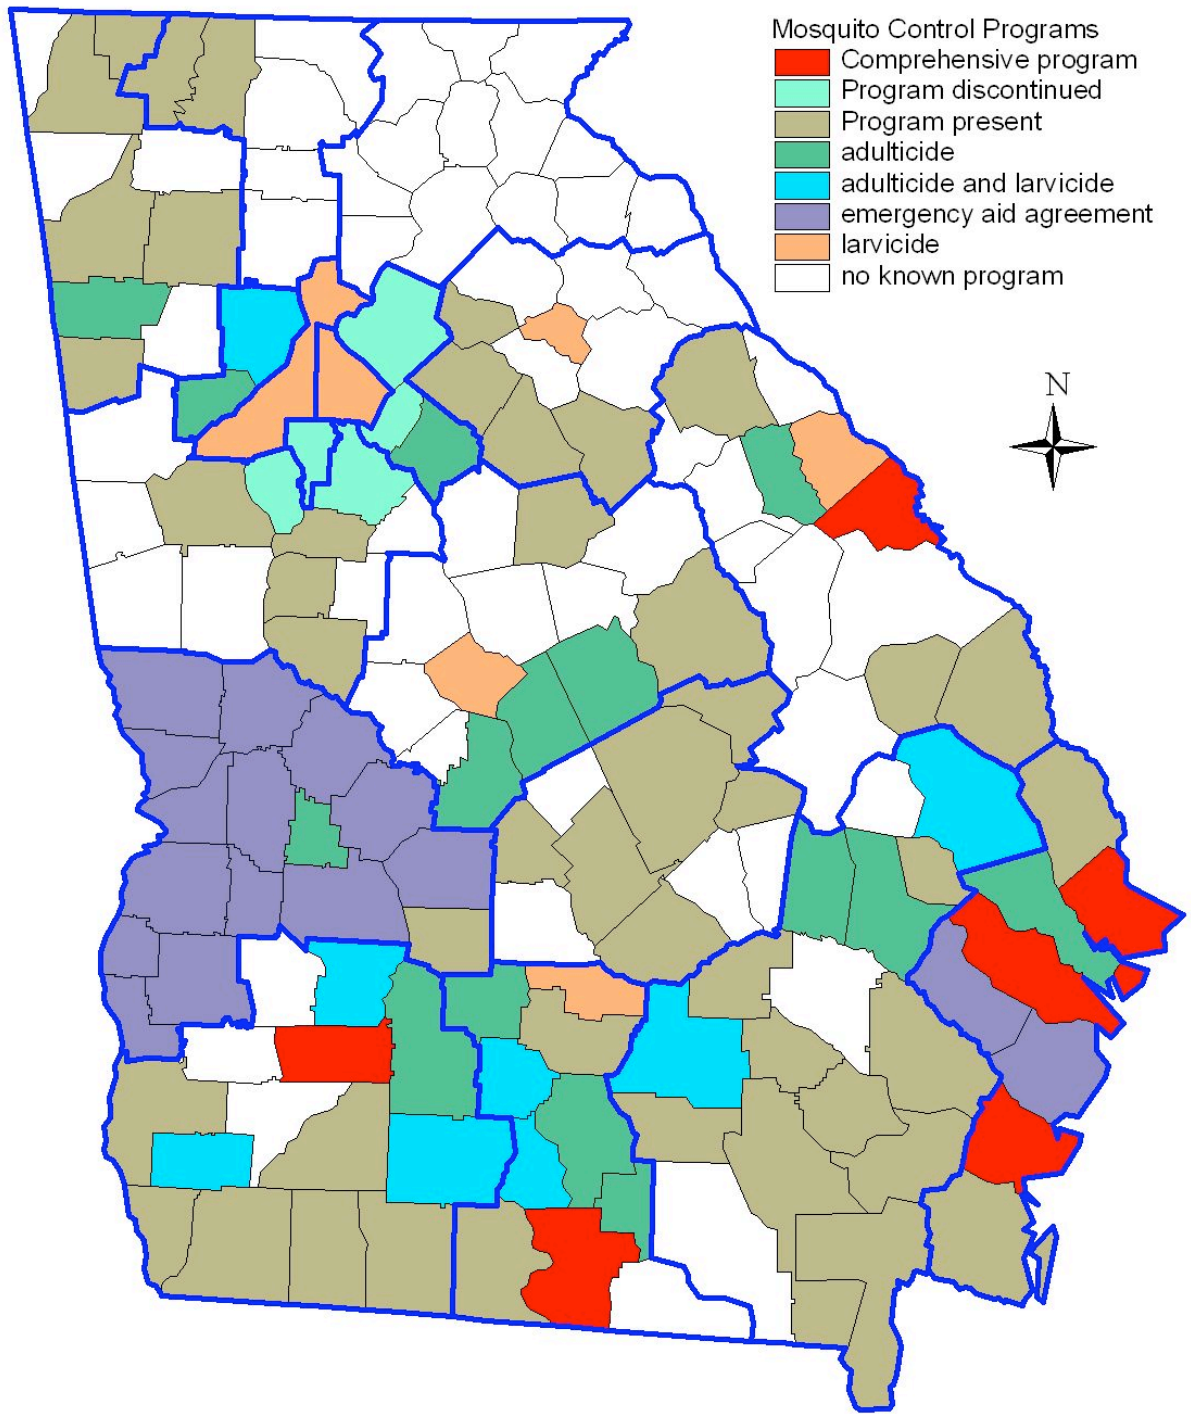 Mosquito Control Programs
Comprehensive program
Program discontinued
Program present
adulticide
adulticide and larvicide
emergency aid agreement
larvicide
no known program
N